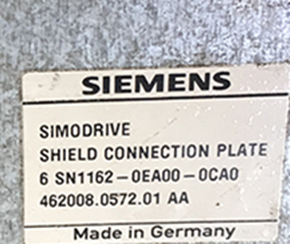 SIEMENS
SIMODRIVE
SHIELD CONNECTION PLATE
6 SN1162-0EA00-0CA0
462008.0572.01 AA
Made in Germany